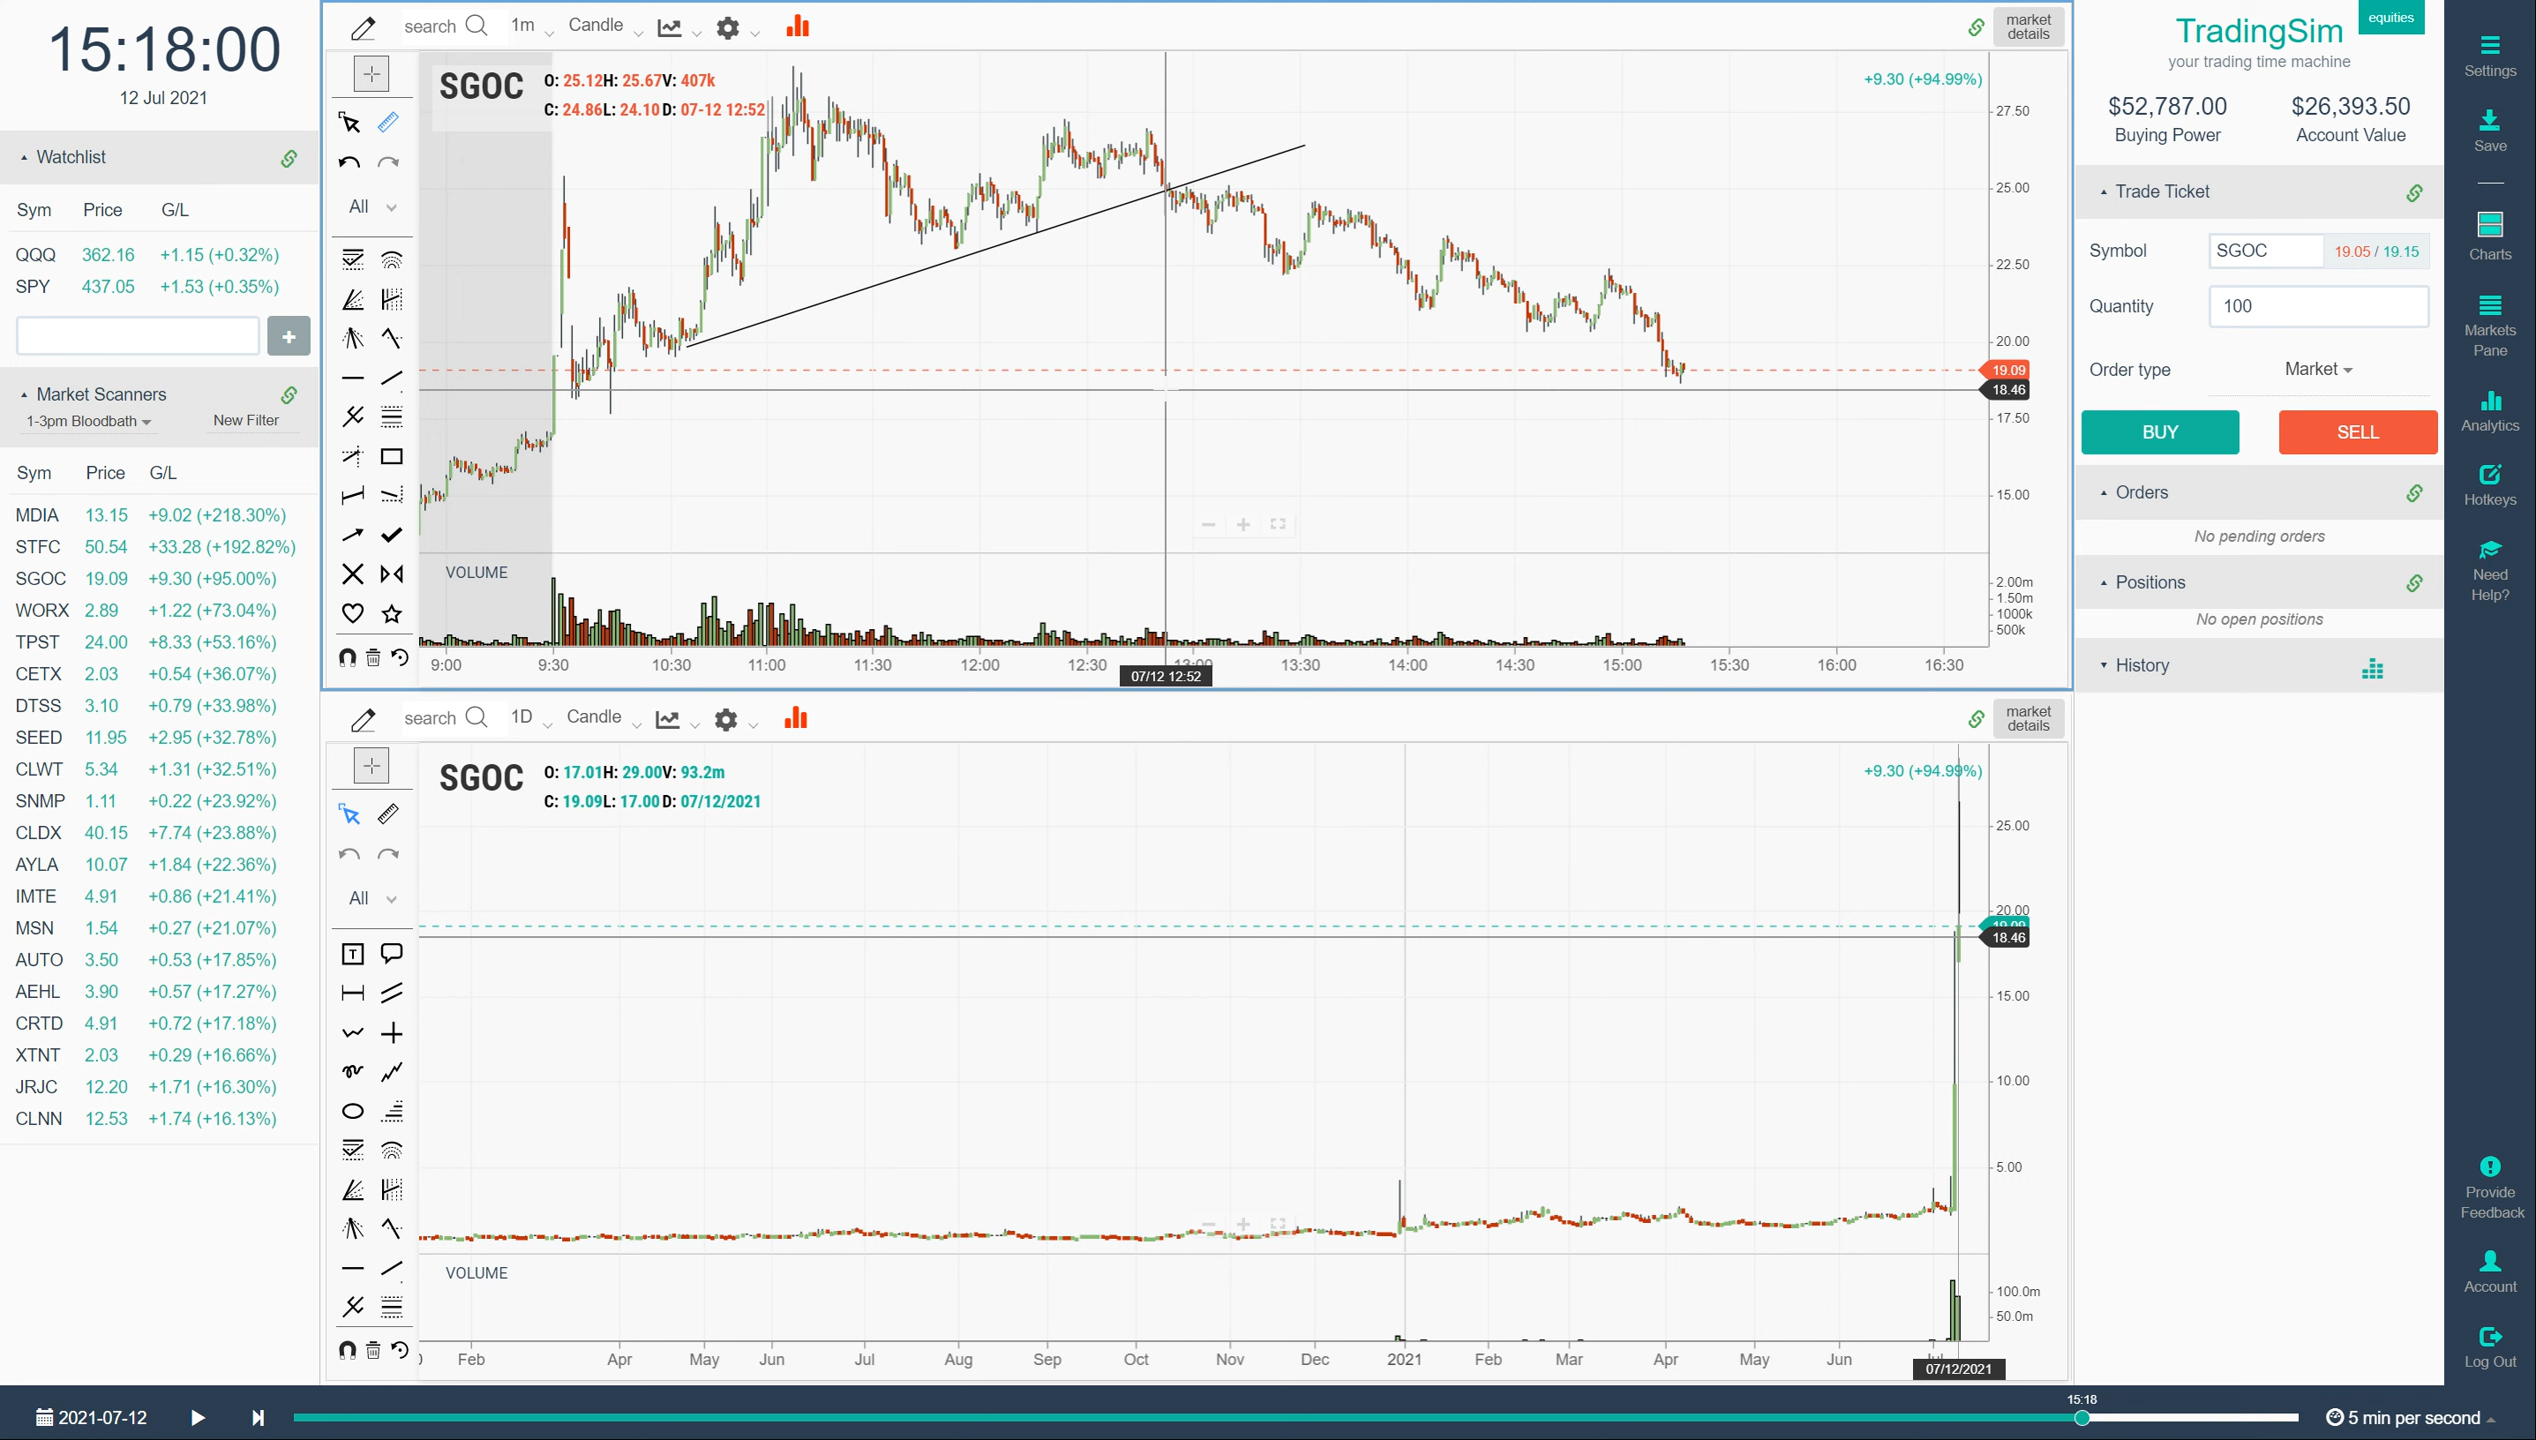 15:18:00
12 Jul 2021
Watchlist
Sym Price G/L
QQQ 362.16 +1.15 (+0.32%)
SPY 437.05 +1.53 (+0.35%)
+
Market Scanners
1-3pm Bloodbath New Filter
Sym Price G/L
MDIA 13.15 +9.02 (+218.30%)
STFC 50.54 +33.28 (+192.82%)
SGOC 19.09 +9.30 (+95.00%)
WORX 2.89 +1.22 (+73.04%)
TPST 24.00 +8.33 (+53.16%)
CETX 2.03 +0.54 (+36.07%)
DTSS 3.10 +0.79 (+33.98%)
SEED 11.95 +2.95 (+32.78%)
CLWT 5.34 +1.31 (+32.51%)
SNMP 1.11 +0.22 (+23.92%)
CLDX 40.15 +7.74 (+23.88%)
AYLA 10.07 +1.84 (+22.36%)
IMTE 4.91 +0.86 (+21.41%)
MSN 1.54 +0.27 (+21.07%)
AUTO 3.50 +0.53 (+17.85%)
AEHL 3.90 +0.57 (+17.27%)
CRTD 4.91 +0.72 (+17.18%)
XTNT 2.03 +0.29 (+16.66%)
JRJC 12.20 +1.71 (+16.30%)
CLNN 12.53 +1.74 (+16.13%)
search 1m Candle
market
details
All
SGOC
O: 25.12H: 25.67V: 407k
C: 24.86L: 24.10 D: 07-12 12:52
+9.30 (+94.99%)
27.50
25.00
22.50
20.00
19.09
18.46
17.50
15.00
VOLUME
2.00m
1.50m
1000k
500k
9:00 9:30 10:30 11:00 11:30 12:00 12:30 13:00 13:30 14:00 14:30 15:00 15:30 16:00 16:30
07/12 12:52
search 1D Candle
market
details
All
SGOC
O: 17.01H: 29.00V: 93.2m
C: 19.09L: 17.00 D: 07/12/2021
+9.30 (+94.99%)
25.00
20.00
19.09
18.46
15.00
10.00
5.00
VOLUME
100.0m
50.0m
Feb Apr May Jun Jul Aug Sep Oct Nov Dec 2021 Feb Mar Apr May Jun
07/12/2021
TradingSim
equities
your trading time machine
$52,787.00 $26,393.50
Buying Power Account Value
Trade Ticket
Symbol SGOC 19.05 / 19.15
Quantity 100
Order type Market
BUY SELL
Orders
No pending orders
Positions
No open positions
History
Settings
Save
Charts
Markets
Pane
Analytics
Hotkeys
Need
Help?
Provide
Feedback
Account
Log Out
2021-07-12
15:18
5 min per second